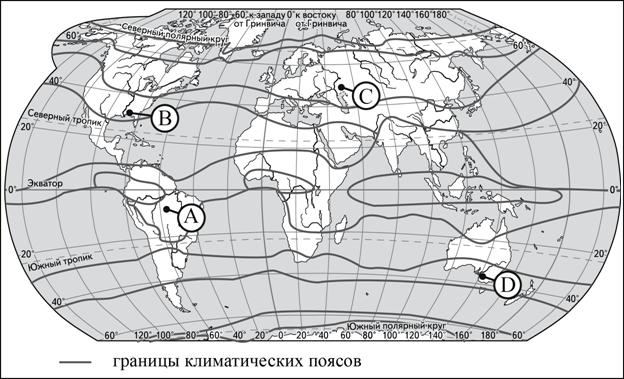 120° 100° -80° -60° к западу 0° к востоку 80° 100° 120° 140° 160° 180°
от Гринвича от Гринвича
Северный полярный круг
60° 60°
40° 40°
C
B
Северный тропик
20° 20°
Экватор 0° 0°
A
20° 20°
Южный тропик
D
40° 40°
Южный полярный круг
60° 120° 100° 80° 60° 40° 20° 0° 20° 40° 60° 80° 100° 120° 140° 160° 180° 60°
границы климатических поясов